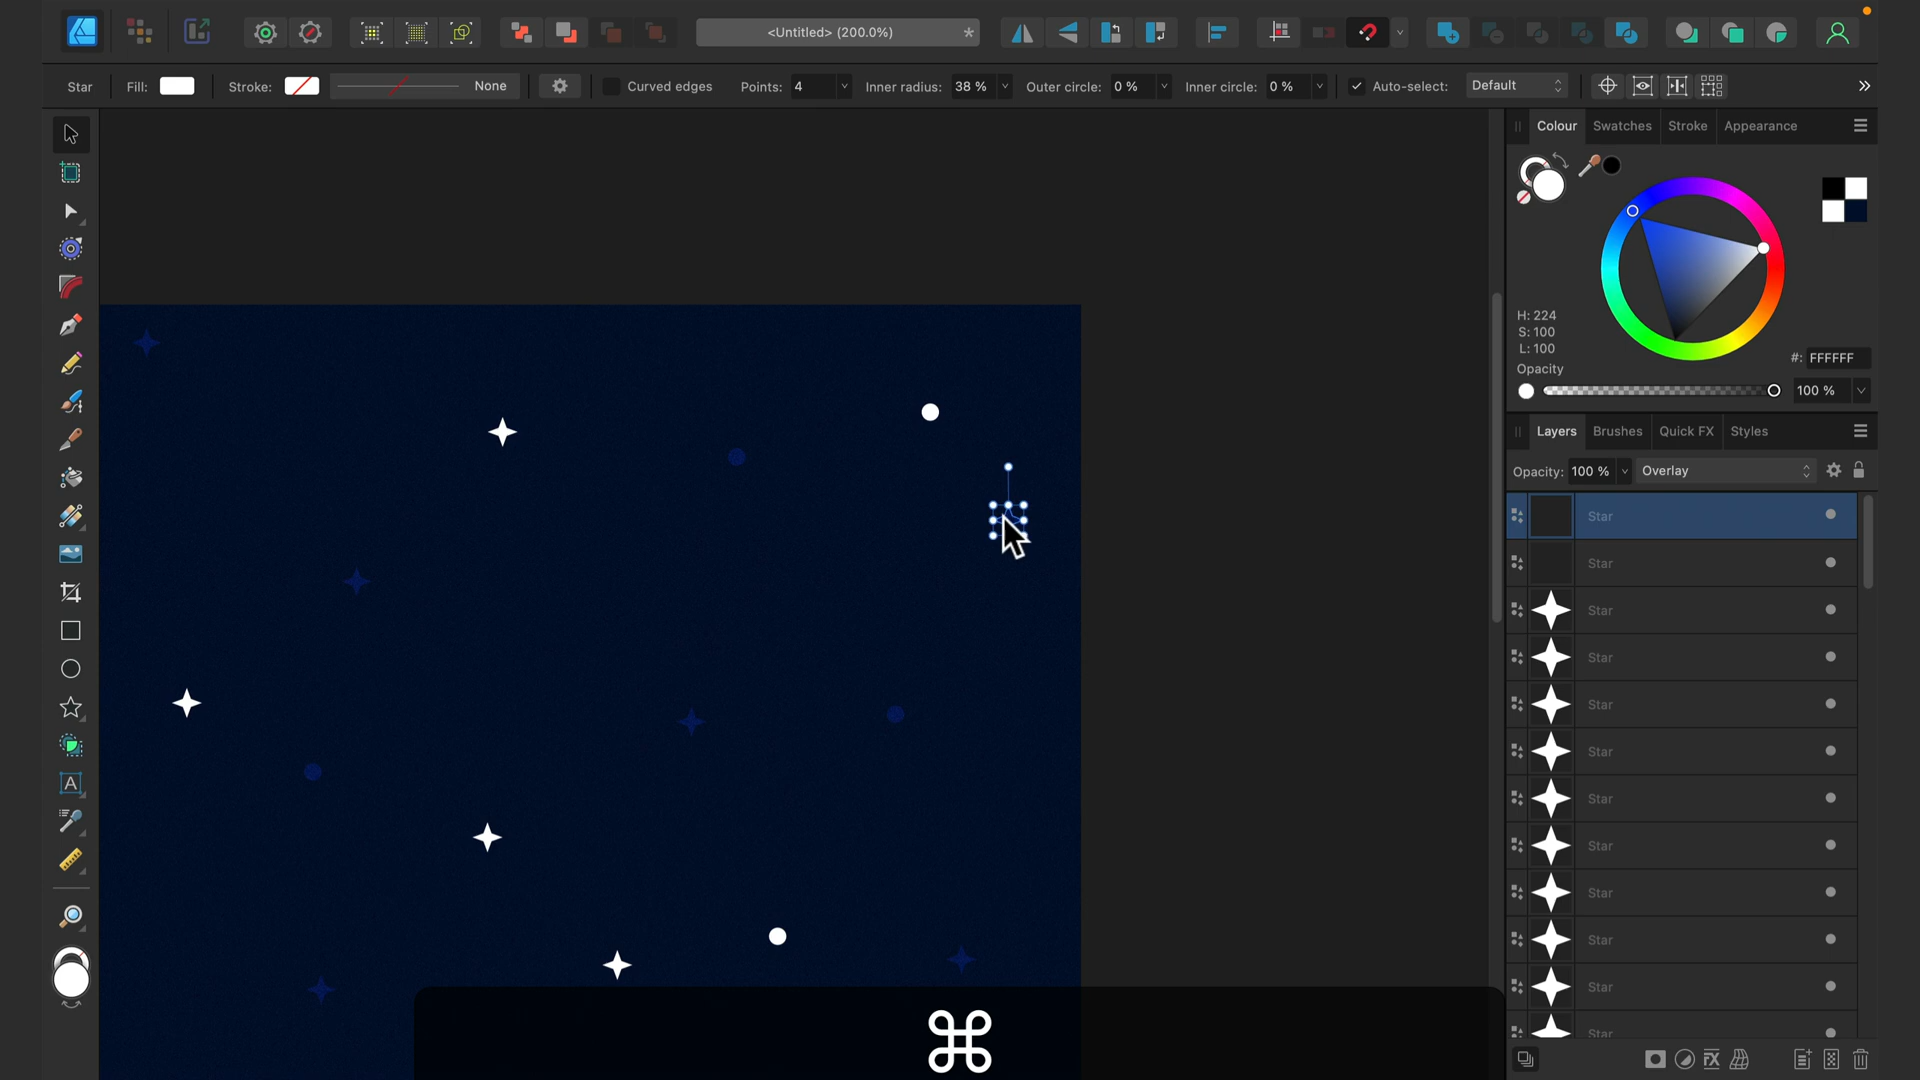 <Untitled> (200.0%)
*
Star
Fill:
Stroke:
None
Curved edges
Points: 4
Inner radius: 38 %
Outer circle: 0 %
Inner circle: 0 %
Auto-select:
Default
Colour
Swatches
Stroke
Appearance
H: 224
S: 100
L: 100
#: FFFFFF
Opacity
100 %
Layers
Brushes
Quick FX
Styles
Opacity: 100 %
Overlay
Star
Star
Star
Star
Star
Star
Star
Star
Star
Star
Star
Star
A
FX
⌘